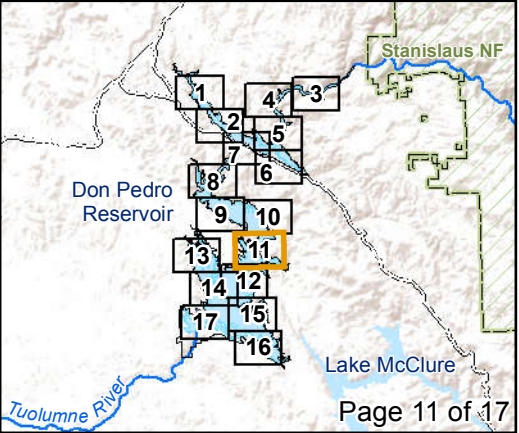 Stanislaus NF
1
4
3
2
5
7
6
8
Don Pedro
Reservoir
9
10
11
13
12
14
15
17
16
Lake McClure
Tuolumne River
Page 11 of 17